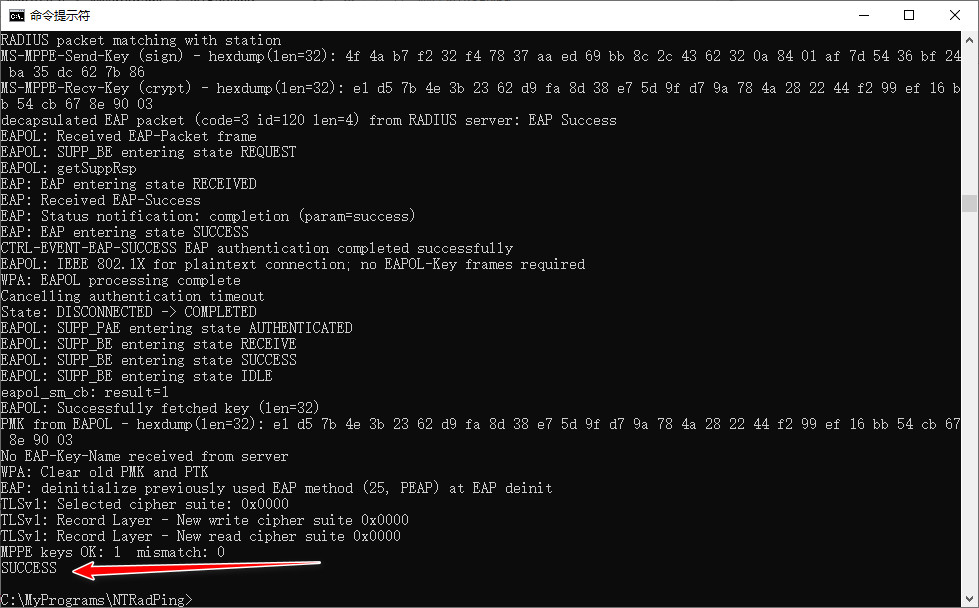 命令提示符
RADIUS packet matching with station
MS-MPPE-Send-Key (sign) - hexdump(len=32): 4f 4a b7 f2 32 f4 78 37 aa ed 69 bb 8c 2c 43 62 32 0a 84 01 af 7d 54 36 bf 24
 ba 35 dc 62 7b 86
MS-MPPE-Recv-Key (crypt) - hexdump(len=32): e1 d5 7b 4e 3b 23 62 d9 fa 8d 38 e7 5d 9f d7 9a 78 4a 28 22 44 f2 99 ef 16 b
b 54 cb 67 8e 90 03
decapsulated EAP packet (code=3 id=120 len=4) from RADIUS server: EAP Success
EAPOL: Received EAP-Packet frame
EAPOL: SUPP_BE entering state REQUEST
EAPOL: getSuppRsp
EAP: EAP entering state RECEIVED
EAP: Received EAP-Success
EAP: Status notification: completion (param=success)
EAP: EAP entering state SUCCESS
CTRL-EVENT-EAP-SUCCESS EAP authentication completed successfully
EAPOL: IEEE 802.1X for plaintext connection; no EAPOL-Key frames required
WPA: EAPOL processing complete
Cancelling authentication timeout
State: DISCONNECTED -> COMPLETED
EAPOL: SUPP_PAE entering state AUTHENTICATED
EAPOL: SUPP_BE entering state RECEIVE
EAPOL: SUPP_BE entering state SUCCESS
EAPOL: SUPP_BE entering state IDLE
eapol_sm_cb: result=1
EAPOL: Successfully fetched key (len=32)
PMK from EAPOL - hexdump(len=32): e1 d5 7b 4e 3b 23 62 d9 fa 8d 38 e7 5d 9f d7 9a 78 4a 28 22 44 f2 99 ef 16 bb 54 cb 67
 8e 90 03
No EAP-Key-Name received from server
WPA: Clear old PMK and PTK
EAP: deinitialize previously used EAP method (25, PEAP) at EAP deinit
TLSv1: Selected cipher suite: 0x0000
TLSv1: Record Layer - New write cipher suite 0x0000
TLSv1: Record Layer - New read cipher suite 0x0000
MPPE keys OK: 1  mismatch: 0
SUCCESS
C:\MyPrograms\NTRadPing>